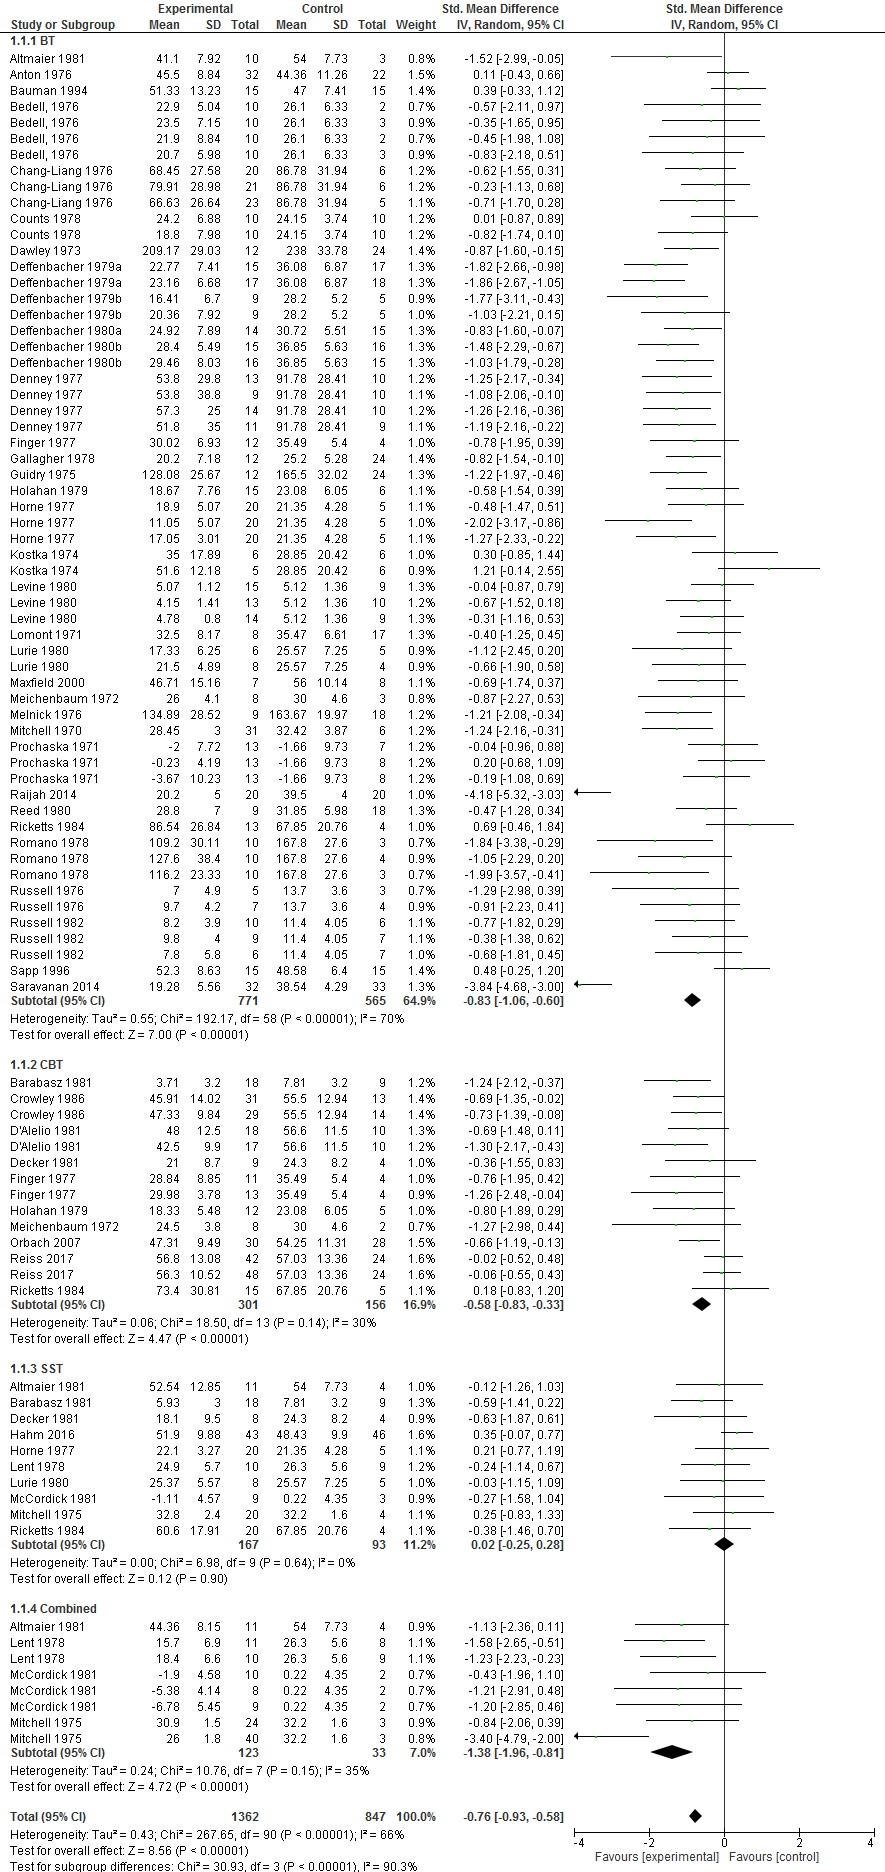 Experimental Control Std. Mean Difference Std. Mean Difference
Study or Subgroup Mean SD Total Mean SD Total Weight IV, Random, 95% CI IV, Random, 95% CI
1.1.1 BT
Altmaier 1981 41.1 7.92 10 54 7.73 3 0.8% -1.52 [-2.99, -0.05]
Anton 1976 45.5 8.84 32 44.36 11.26 22 1.5% 0.11 [-0.43, 0.66]
Bauman 1994 51.33 13.23 15 47 7.41 15 1.4% 0.39 [-0.33, 1.12]
Bedell, 1976 22.9 5.04 10 26.1 6.33 2 0.7% -0.57 [-2.11, 0.97]
Bedell, 1976 23.5 7.15 10 26.1 6.33 3 0.9% -0.35 [-1.65, 0.95]
Bedell, 1976 21.9 8.84 10 26.1 6.33 2 0.7% -0.45 [-1.98, 1.08]
Bedell, 1976 20.7 5.98 10 26.1 6.33 3 0.9% -0.83 [-2.18, 0.51]
Chang-Liang 1976 68.45 27.58 20 86.78 31.94 6 1.2% -0.62 [-1.55, 0.31]
Chang-Liang 1976 79.91 28.98 21 86.78 31.94 6 1.2% -0.23 [-1.13, 0.68]
Chang-Liang 1976 66.63 26.64 23 86.78 31.94 5 1.1% -0.71 [-1.70, 0.28]
Counts 1978 24.2 6.88 10 24.15 3.74 10 1.2% 0.01 [-0.87, 0.89]
Counts 1978 18.8 7.98 10 24.15 3.74 10 1.2% -0.82 [-1.74, 0.10]
Dawley 1973 209.17 29.03 12 238 33.78 24 1.4% -0.87 [-1.60, -0.15]
Deffenbacher 1979a 22.77 7.41 15 36.08 6.87 17 1.3% -1.82 [-2.66, -0.98]
Deffenbacher 1979a 23.16 6.68 17 36.08 6.87 18 1.3% -1.86 [-2.67, -1.05]
Deffenbacher 1979b 16.41 6.7 9 28.2 5.2 5 0.9% -1.77 [-3.11, -0.43]
Deffenbacher 1979b 20.36 7.92 9 28.2 5.2 5 1.0% -1.03 [-2.21, 0.15]
Deffenbacher 1980a 24.92 7.89 14 30.72 5.51 15 1.3% -0.83 [-1.60, -0.07]
Deffenbacher 1980b 28.4 5.49 15 36.85 5.63 16 1.3% -1.48 [-2.29, -0.67]
Deffenbacher 1980b 29.46 8.03 16 36.85 5.63 15 1.3% -1.03 [-1.79, -0.28]
Denney 1977 53.8 29.8 13 91.78 28.41 10 1.2% -1.25 [-2.17, -0.34]
Denney 1977 53.8 38.8 9 91.78 28.41 10 1.2% -1.08 [-2.06, -0.10]
Denney 1977 57.3 25 14 91.78 28.41 10 1.2% -1.26 [-2.16, -0.36]
Denney 1977 51.8 35 11 91.78 28.41 9 1.2% -1.19 [-2.16, -0.22]
Finger 1977 30.02 6.93 12 35.49 5.4 4 1.0% -0.78 [-1.95, 0.39]
Gallagher 1978 20.2 7.18 12 25.2 5.28 24 1.4% -0.82 [-1.54, -0.10]
Guidry 1975 128.08 25.67 12 165.5 32.02 24 1.3% -1.22 [-1.97, -0.46]
Holahan 1979 18.67 7.76 15 23.08 6.05 6 1.1% -0.58 [-1.54, 0.39]
Horne 1977 18.9 5.07 20 21.35 4.28 5 1.1% -0.48 [-1.47, 0.51]
Horne 1977 11.05 5.07 20 21.35 4.28 5 1.0% -2.02 [-3.17, -0.86]
Horne 1977 17.05 3.01 20 21.35 4.28 5 1.1% -1.27 [-2.33, -0.22]
Kostka 1974 35 17.89 6 28.85 20.42 6 1.0% 0.30 [-0.85, 1.44]
Kostka 1974 51.6 12.18 5 28.85 20.42 6 0.9% 1.21 [-0.14, 2.55]
Levine 1980 5.07 1.12 15 5.12 1.36 9 1.3% -0.04 [-0.87, 0.79]
Levine 1980 4.15 1.41 13 5.12 1.36 10 1.3% -0.67 [-1.52, 0.18]
Levine 1980 4.78 0.8 14 5.12 1.36 9 1.3% -0.31 [-1.16, 0.53]
Lomont 1971 32.5 8.17 8 35.47 6.61 17 1.3% -0.40 [-1.25, 0.45]
Lurie 1980 17.33 6.25 6 25.57 7.25 5 0.9% -1.12 [-2.45, 0.20]
Lurie 1980 21.5 4.89 8 25.57 7.25 4 0.9% -0.66 [-1.90, 0.58]
Maxfield 2000 46.71 15.16 7 56 10.14 8 1.1% -0.69 [-1.74, 0.37]
Meichenbaum 1972 26 4.1 8 30 4.6 3 0.8% -0.87 [-2.27, 0.53]
Melnick 1976 134.89 28.52 9 163.67 19.97 18 1.2% -1.21 [-2.08, -0.34]
Mitchell 1970 28.45 3 31 32.42 3.87 6 1.2% -1.24 [-2.16, -0.31]
Prochaska 1971 -2 7.72 13 -1.66 9.73 7 1.2% -0.04 [-0.96, 0.88]
Prochaska 1971 -0.23 4.19 13 -1.66 9.73 8 1.2% 0.20 [-0.68, 1.09]
Prochaska 1971 -3.67 10.23 13 -1.66 9.73 8 1.2% -0.19 [-1.08, 0.69]
Raijah 2014 20.2 5 20 39.5 4 20 1.0% -4.18 [-5.32, -3.03]
Reed 1980 28.8 7 9 31.85 5.98 18 1.3% -0.47 [-1.28, 0.34]
Ricketts 1984 86.54 26.84 13 67.85 20.76 4 1.0% 0.69 [-0.46, 1.84]
Romano 1978 109.2 30.11 10 167.8 27.6 3 0.7% -1.84 [-3.38, -0.29]
Romano 1978 127.6 38.4 10 167.8 27.6 4 0.9% -1.05 [-2.29, 0.20]
Romano 1978 116.2 23.33 10 167.8 27.6 3 0.7% -1.99 [-3.57, -0.41]
Russell 1976 7 4.9 5 13.7 3.6 3 0.6% -1.29 [-2.98, 0.39]
Russell 1976 9.7 4.2 7 13.7 3.6 4 0.9% -0.91 [-2.23, 0.41]
Russell 1982 8.2 3.9 10 11.4 4.05 6 1.1% -0.77 [-1.82, 0.29]
Russell 1982 9.8 4 9 11.4 4.05 7 1.1% -0.38 [-1.38, 0.62]
Russell 1982 7.8 5.8 6 11.4 4.05 7 1.0% -0.68 [-1.81, 0.45]
Sapp 1996 52.3 8.63 15 48.58 6.4 15 1.4% 0.48 [-0.25, 1.20]
Saravanan 2014 19.28 5.56 32 38.54 4.29 33 1.3% -3.84 [-4.68, -3.00]
Subtotal (95% CI) 771 565 64.9% -0.83 [-1.06, -0.60]
Heterogeneity: Tau² = 0.55; Chi² = 192.17, df = 58 (P < 0.00001); I² = 70%
Test for overall effect: Z = 7.00 (P < 0.00001)
1.1.2 CBT
Barabasz 1981 3.71 3.2 18 7.81 3.2 9 1.2% -1.24 [-2.12, -0.37]
Crowley 1986 45.91 14.02 31 55.5 12.94 13 1.4% -0.69 [-1.35, -0.02]
Crowley 1986 47.33 9.84 29 55.5 12.94 14 1.4% -0.73 [-1.39, -0.08]
D'Alelio 1981 48 12.5 18 56.6 11.5 10 1.3% -0.69 [-1.48, 0.11]
D'Alelio 1981 42.5 9.9 17 56.6 11.5 10 1.3% -1.30 [-2.17, -0.43]
Decker 1981 21 8.7 9 24.3 8.2 4 1.0% -0.36 [-1.55, 0.83]
Finger 1977 28.84 8.85 11 35.49 5.4 4 1.0% -0.76 [-1.95, 0.42]
Finger 1977 29.98 3.78 13 35.49 5.4 4 1.0% -1.26 [-2.48, -0.04]
Holahan 1979 18.33 5.48 12 23.08 6.05 5 1.0% -0.80 [-1.89, 0.29]
Meichenbaum 1972 24.5 3.8 8 30 4.6 2 0.6% -1.27 [-2.98, 0.44]
Orbach 2007 47.31 9.49 30 54.25 11.31 28 1.5% -0.66 [-1.19, -0.13]
Reiss 2017 56.8 13.08 42 57.03 13.36 24 1.5% -0.02 [-0.52, 0.48]
Reiss 2017 56.3 10.52 48 57.03 13.36 24 1.5% -0.06 [-0.55, 0.43]
Ricketts 1984 73.4 30.81 15 67.85 20.76 5 1.1% 0.18 [-0.83, 1.20]
Subtotal (95% CI) 301 156 16.9% -0.58 [-0.83, -0.33]
Heterogeneity: Tau² = 0.06; Chi² = 18.50, df = 13 (P = 0.14); I² = 30%
Test for overall effect: Z = 4.47 (P < 0.00001)
1.1.3 SST
Altmaier 1981 52.54 12.85 11 54 7.73 4 1.0% -0.12 [-1.26, 1.03]
Barabasz 1981 5.93 3 18 7.81 3.2 9 1.3% -0.59 [-1.41, 0.22]
Decker 1981 18.1 9.5 8 24.3 8.2 4 0.9% -0.63 [-1.87, 0.61]
Hahm 2016 51.9 9.88 43 48.43 9.9 46 1.6% 0.35 [-0.07, 0.77]
Horne 1977 22.1 3.27 20 21.35 4.28 5 1.1% 0.21 [-0.77, 1.19]
Lent 1978 24.9 5.7 10 26.3 5.6 9 1.2% -0.24 [-1.14, 0.67]
Lurie 1980 25.37 5.57 8 25.57 7.25 5 1.0% -0.03 [-1.15, 1.09]
McCordick 1981 -1.11 4.57 9 0.22 4.35 3 0.9% -0.27 [-1.58, 1.04]
Mitchell 1975 32.8 2.4 20 32.2 1.6 4 1.1% 0.25 [-0.83, 1.33]
Ricketts 1984 60.6 17.91 20 67.85 20.76 4 1.1% -0.38 [-1.46, 0.70]
Subtotal (95% CI) 167 93 11.2% 0.02 [-0.25, 0.28]
Heterogeneity: Tau² = 0.00; Chi² = 6.98, df = 9 (P = 0.64); I² = 0%
Test for overall effect: Z = 0.12 (P = 0.90)
1.1.4 Combined
Altmaier 1981 44.36 8.15 11 54 7.73 4 0.9% -1.13 [-2.36, 0.11]
Lent 1978 15.7 6.9 11 26.3 5.6 8 1.1% -1.58 [-2.65, -0.51]
Lent 1978 18.4 6.6 10 26.3 5.6 9 1.1% -1.23 [-2.23, -0.23]
McCordick 1981 -1.9 4.58 10 0.22 4.35 2 0.7% -0.43 [-1.96, 1.10]
McCordick 1981 -5.38 4.14 8 0.22 4.35 2 0.6% -1.21 [-2.91, 0.48]
McCordick 1981 -6.78 5.45 9 0.22 4.35 2 0.7% -1.20 [-2.85, 0.46]
Mitchell 1975 30.9 1.5 24 32.2 1.6 3 0.9% -0.84 [-2.06, 0.39]
Mitchell 1975 26 1.8 40 32.2 1.6 3 0.8% -3.40 [-4.79, -2.00]
Subtotal (95% CI) 123 33 7.0% -1.38 [-1.96, -0.81]
Heterogeneity: Tau² = 0.24; Chi² = 10.76, df = 7 (P = 0.15); I² = 35%
Test for overall effect: Z = 4.72 (P < 0.00001)
Total (95% CI) 1362 847 100.0% -0.76 [-0.93, -0.58]
Heterogeneity: Tau² = 0.43; Chi² = 267.65, df = 90 (P < 0.00001); I² = 66%
Test for overall effect: Z = 8.56 (P < 0.00001)
Test for subgroup differences: Chi² = 30.93, df = 3 (P < 0.00001), I² = 90.3%
-4 -2 0 2 4
Favours [experimental] Favours [control]